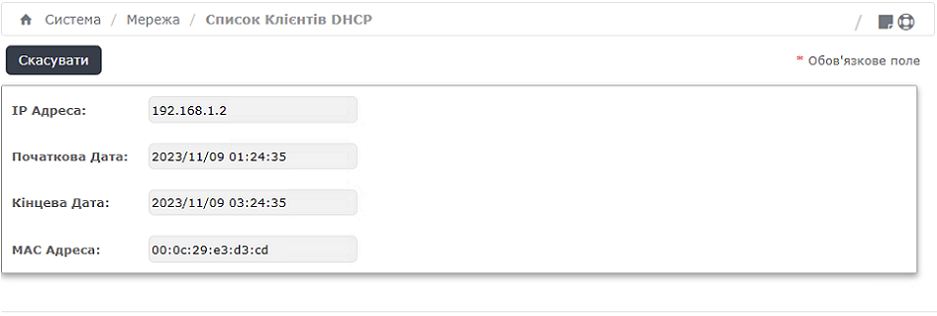 Система / Мережа / Список Клієнтів DHCP /
Скасувати * Обов'язкове поле
IP Адреса: 192.168.1.2
Початкова Дата: 2023/11/09 01:24:35
Кінцева Дата: 2023/11/09 03:24:35
MAC Адреса: 00:0c:29:e3:d3:cd